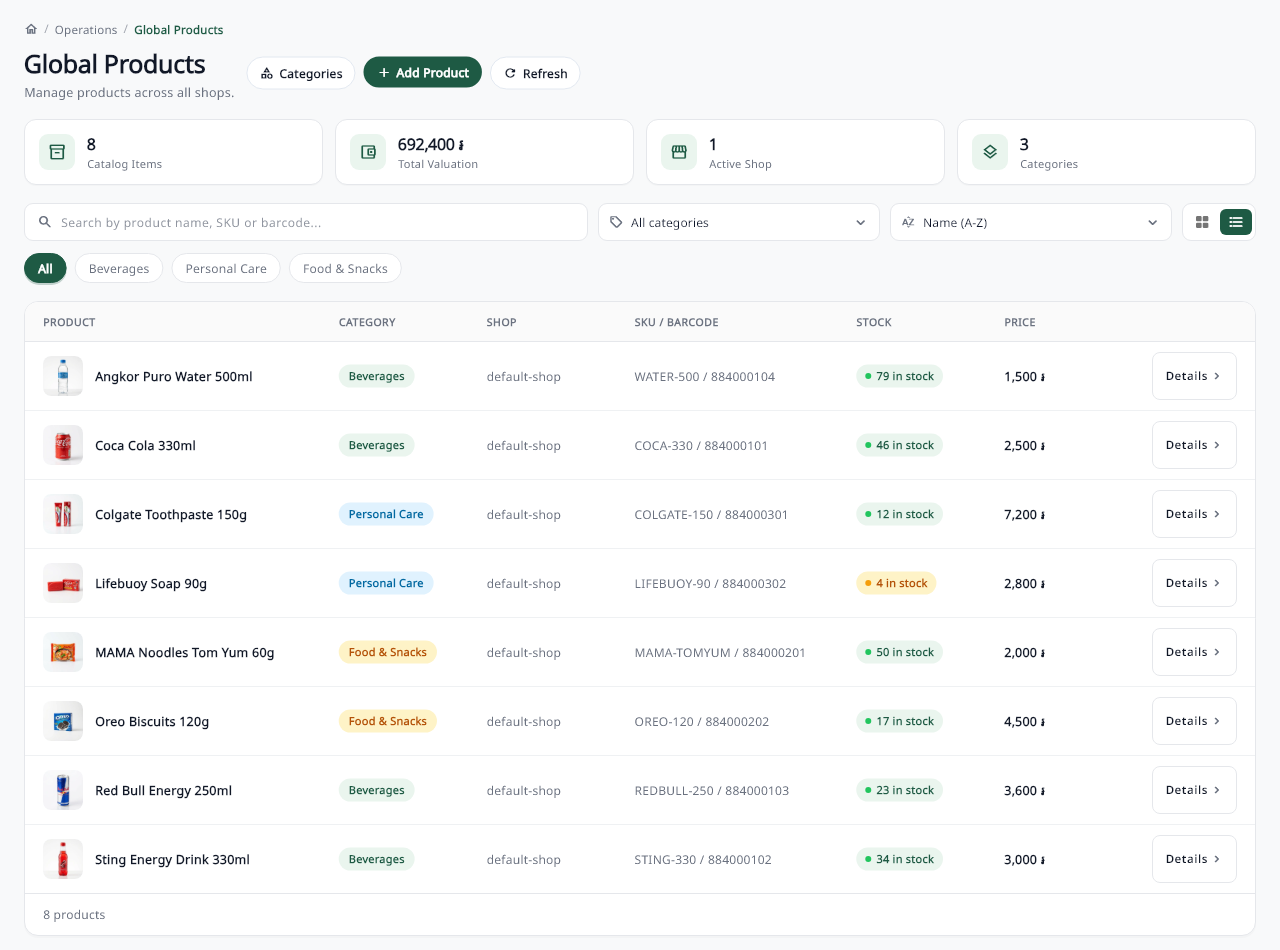 / Operations / Global Products
Global Products
Manage products across all shops.
Categories
Add Product
Refresh
8
Catalog Items
692,400 ៛
Total Valuation
1
Active Shop
3
Categories
Search by product name, SKU or barcode...
All categories
Name (A-Z)
All
Beverages
Personal Care
Food & Snacks
PRODUCT CATEGORY SHOP SKU / BARCODE STOCK PRICE
Angkor Puro Water 500ml Beverages default-shop WATER-500 / 884000104 79 in stock 1,500 ៛ Details
Coca Cola 330ml Beverages default-shop COCA-330 / 884000101 46 in stock 2,500 ៛ Details
Colgate Toothpaste 150g Personal Care default-shop COLGATE-150 / 884000301 12 in stock 7,200 ៛ Details
Lifebuoy Soap 90g Personal Care default-shop LIFEBUOY-90 / 884000302 4 in stock 2,800 ៛ Details
MAMA Noodles Tom Yum 60g Food & Snacks default-shop MAMA-TOMYUM / 884000201 50 in stock 2,000 ៛ Details
Oreo Biscuits 120g Food & Snacks default-shop OREO-120 / 884000202 17 in stock 4,500 ៛ Details
Red Bull Energy 250ml Beverages default-shop REDBULL-250 / 884000103 23 in stock 3,600 ៛ Details
Sting Energy Drink 330ml Beverages default-shop STING-330 / 884000102 34 in stock 3,000 ៛ Details
8 products